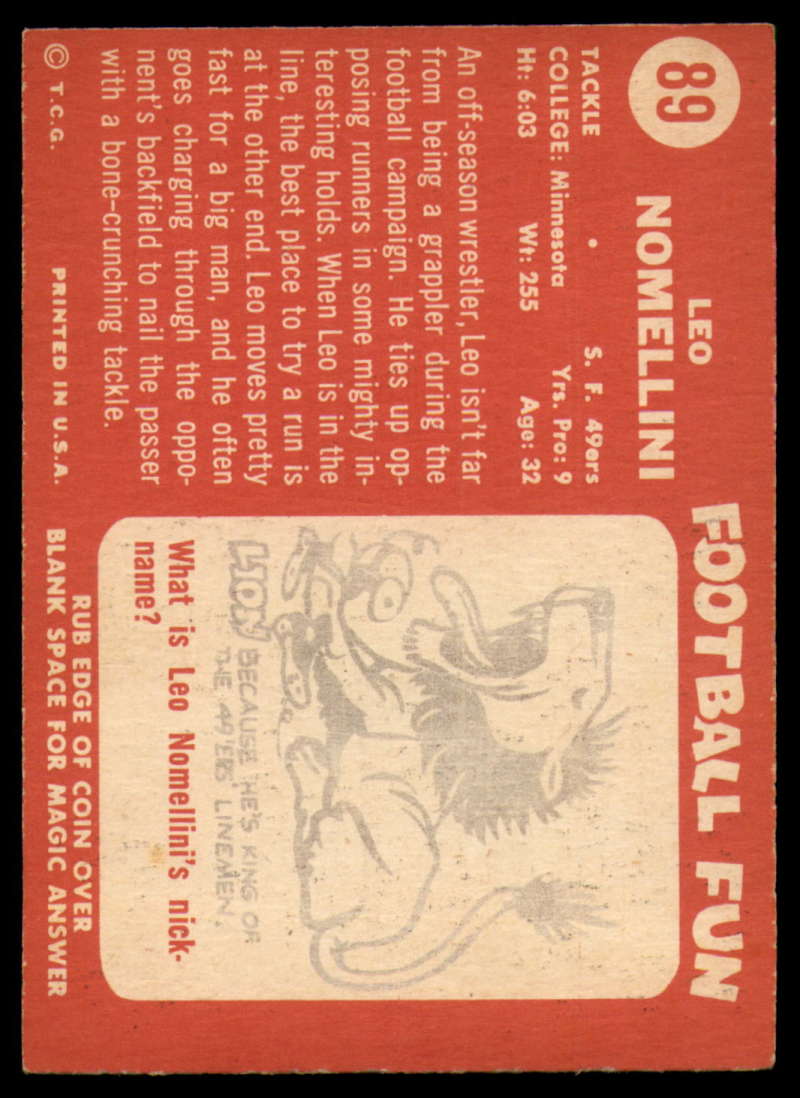 89
LEO
NOMELLINI
TACKLE • S. F. 49ers
COLLEGE: Minnesota Yrs. Pro: 9
Ht: 6:03 Wt: 255 Age: 32
An off-season wrestler, Leo isn't far
from being a grappler during the
football campaign. He ties up op-
posing runners in some mighty in-
teresting holds. When Leo is in the
line, the best place to try a run is
at the other end. Leo moves pretty
fast for a big man, and he often
goes charging through the oppo-
nent's backfield to nail the passer
with a bone-crunching tackle.
© T.C.G. PRINTED IN U.S.A.
FOOTBALL FUN
LION BECAUSE HE'S KING OF
THE 49ERS LINEMEN.
What is Leo Nomellini's nick-
name?
RUB EDGE OF COIN OVER
BLANK SPACE FOR MAGIC ANSWER